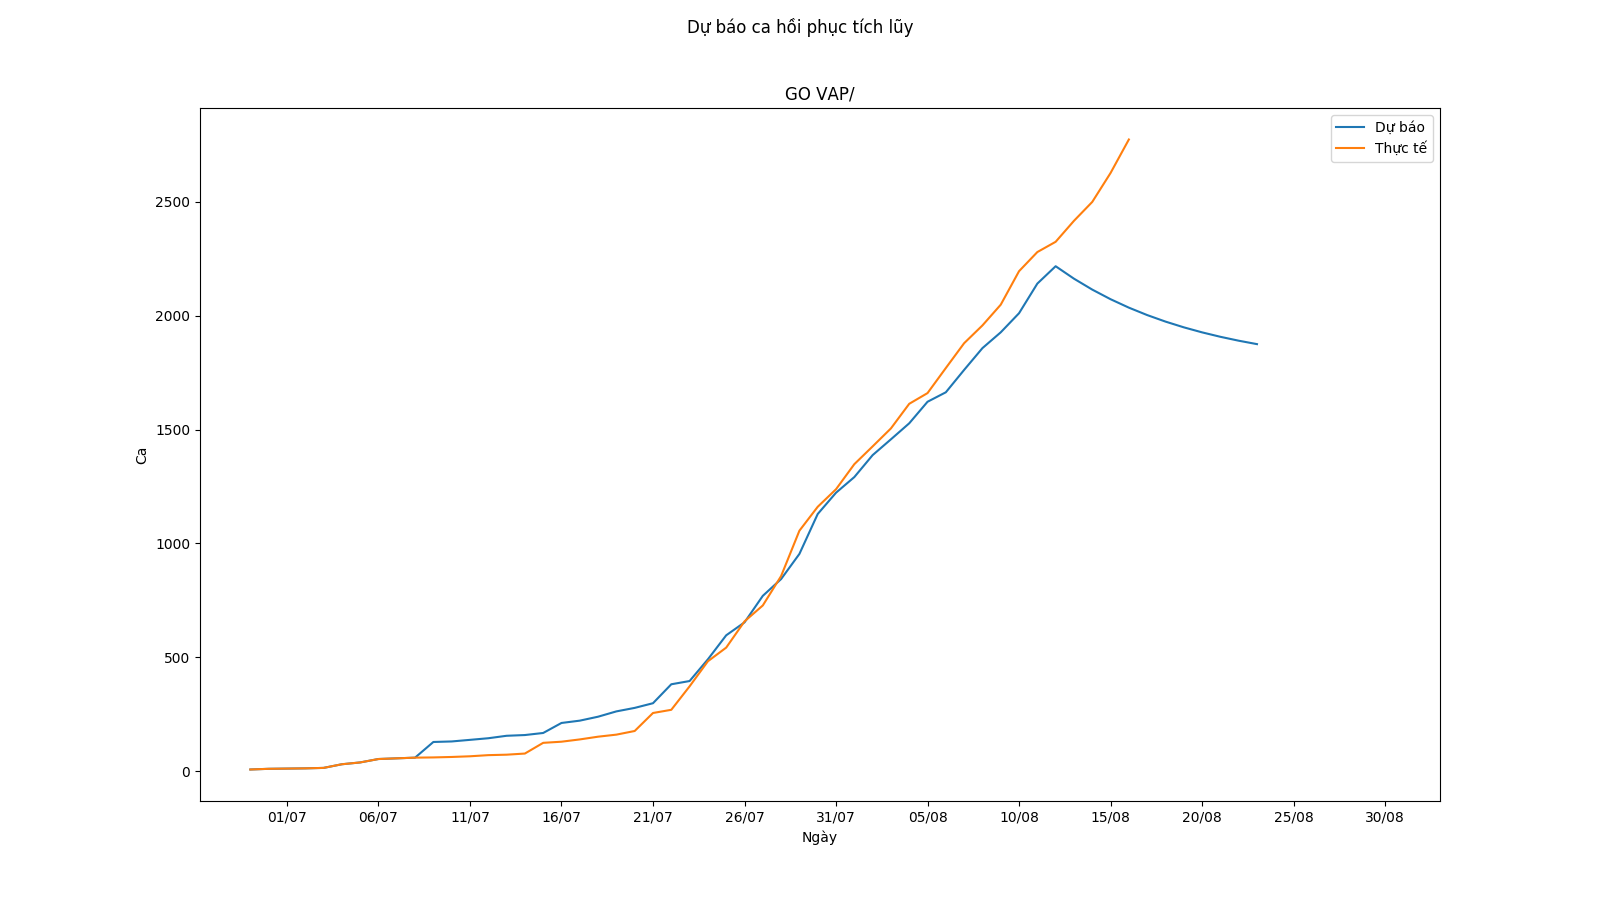 Dự báo ca hồi phục tích lũy
GO VAP/
Dự báo
Thực tế
2500
2000
1500
1000
500
0
Ca
01/07 06/07 11/07 16/07 21/07 26/07 31/07 05/08 10/08 15/08 20/08 25/08 30/08
Ngày